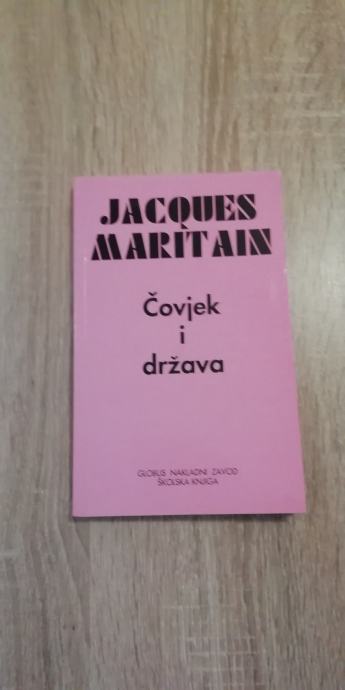 JACQUES
MARITAIN
Čovjek
i
država
GLOBUS NAKLADNI ZAVOD
ŠKOLSKA KNJIGA